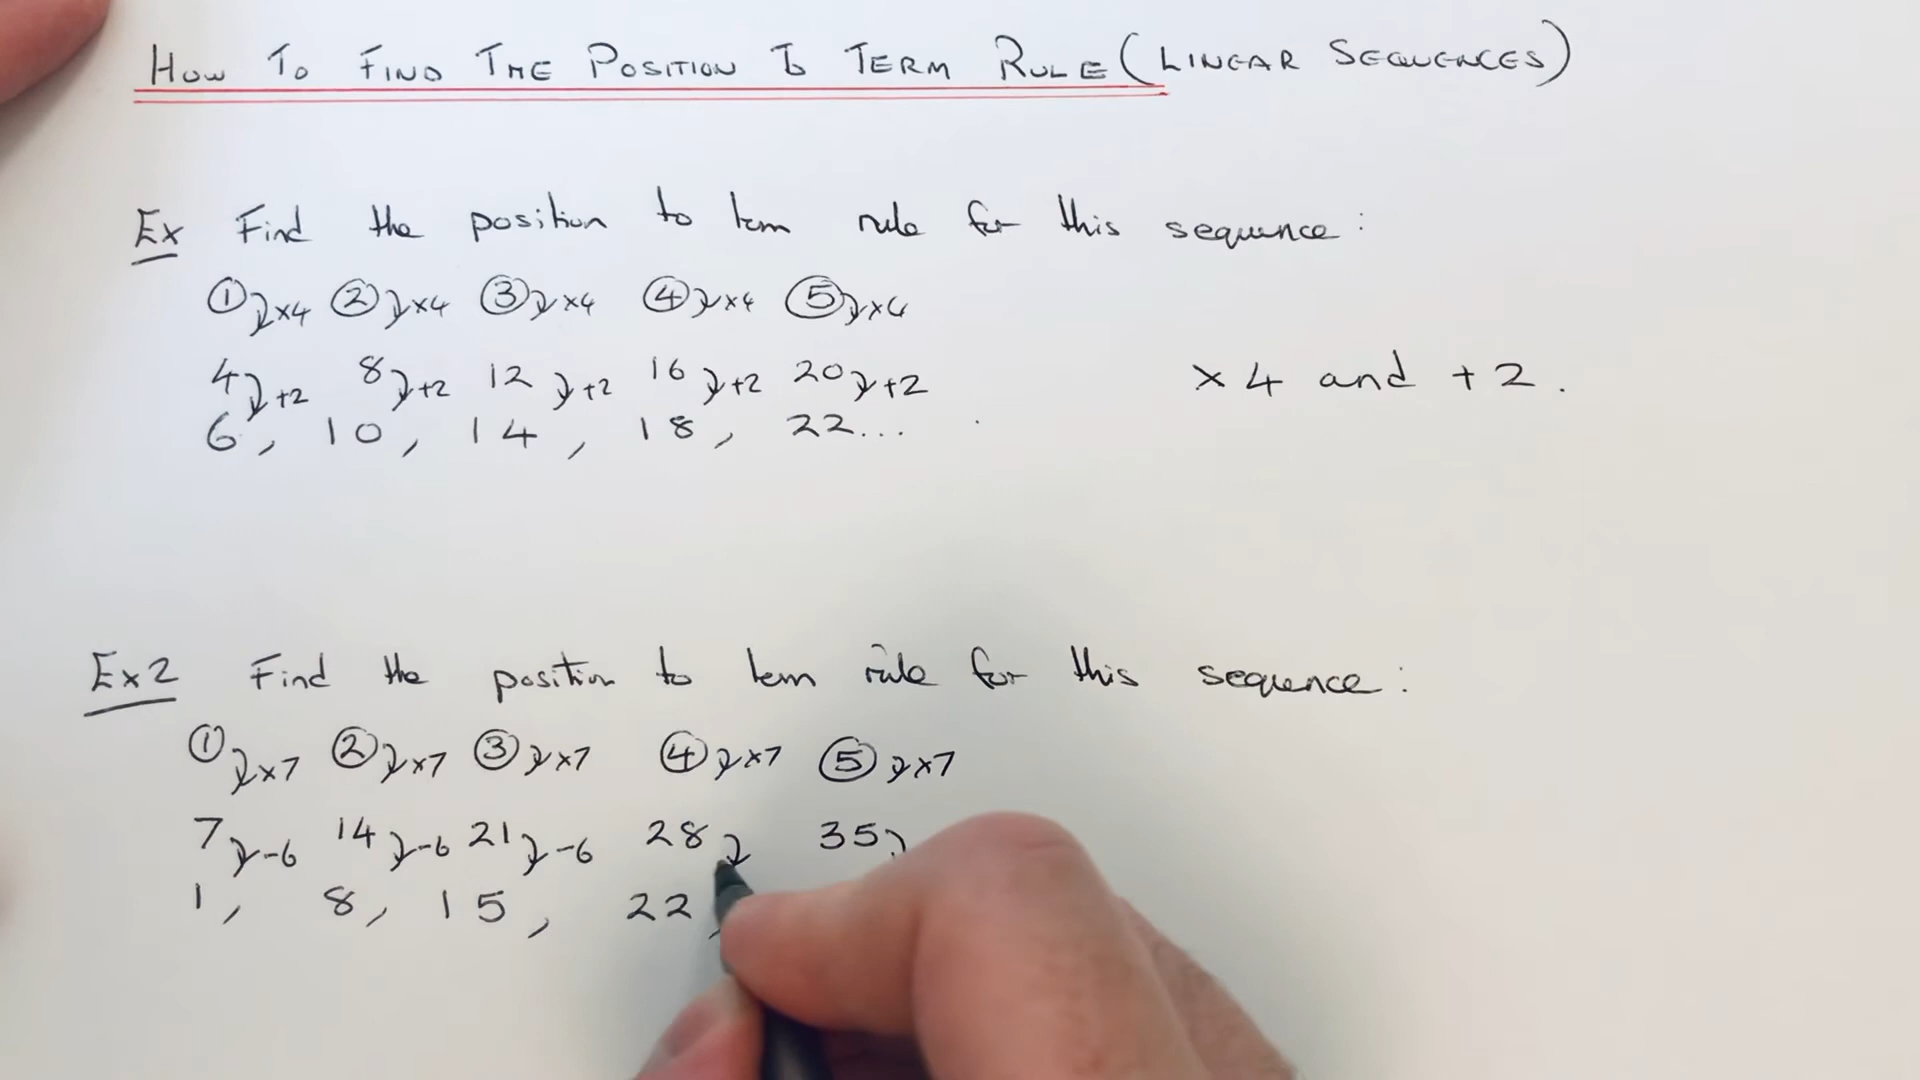 HOW TO FIND THE POSITION TO TERM RULE (LINEAR SEQUENCES)
Ex Find the position to term rule for this sequence:
① ×4 ② ×4 ③ ×4 ④ ×4 ⑤ ×4
4 +2 8 +2 12 +2 16 +2 20 +2
×4 and +2.
6, 10, 14, 18, 22...
Ex2 Find the position to term rule for this sequence:
① ×7 ② ×7 ③ ×7 ④ ×7 ⑤ ×7
7 -6 14 -6 21 -6 28 35
1, 8, 15, 22,